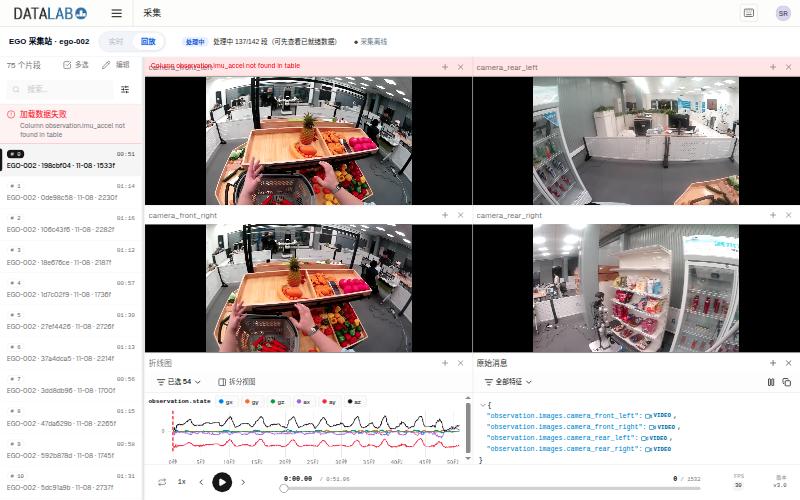 DATALAB
采集
SR
EGO 采集站 · ego-002
实时
回放
处理中
处理中 137/142 段（可先查看已就绪数据）
采集离线
75 个片段
多选
编辑
搜索...
加载数据失败
Column observation.imu_accel not found in table
# 0
00:51
EGO-002 · 198cbf04 · 11-08 · 1533f
# 1
01:14
EGO-002 · 0de98c58 · 11-08 · 2230f
# 2
01:16
EGO-002 · 106c43f6 · 11-08 · 2282f
# 3
01:12
EGO-002 · 18e676ce · 11-08 · 2187f
# 4
00:57
EGO-002 · 1d7c02f9 · 11-08 · 1736f
# 5
01:39
EGO-002 · 27ef4426 · 11-08 · 2926f
# 6
01:13
EGO-002 · 37a4dca5 · 11-08 · 2214f
# 7
00:56
EGO-002 · 3dd8db96 · 11-08 · 1700f
# 8
01:15
EGO-002 · 47da629b · 11-08 · 2265f
# 9
00:58
EGO-002 · 592b878d · 11-08 · 1745f
# 10
01:31
EGO-002 · 5dc91a9b · 11-08 · 2737f
Column observation.imu_accel not found in table
camera_rear_left
camera_front_right
camera_rear_right
折线图
已选 54
拆分视图
observation.state
gx
gy
gz
ax
ay
az
0
原始消息
全部特征
{
"observation.images.camera_front_left": VIDEO ,
"observation.images.camera_front_right": VIDEO ,
"observation.images.camera_rear_left": VIDEO ,
"observation.images.camera_rear_right": VIDEO
}
1x
0:00.00 / 0:51.06
0 / 1532
FPS
30
版本
v3.0